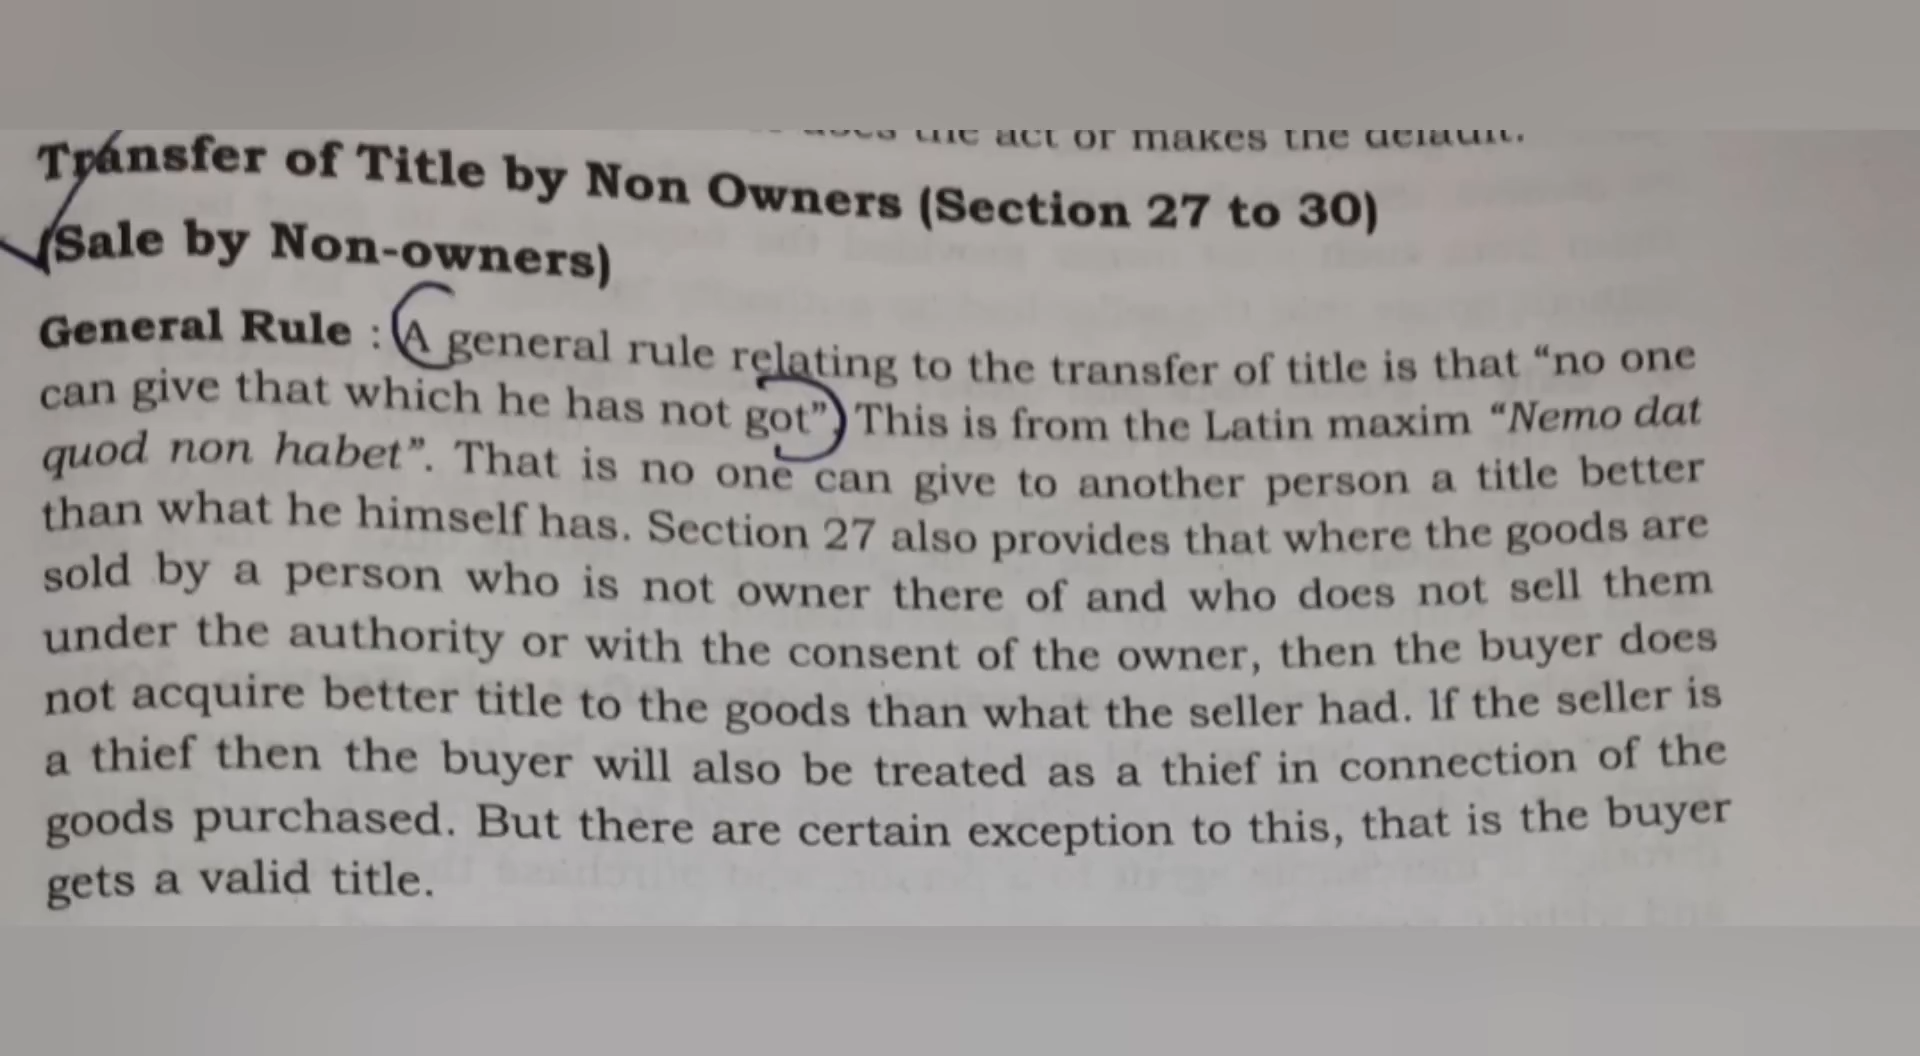 the act or makes the default.
Transfer of Title by Non Owners (Section 27 to 30)
(Sale by Non-owners)
General Rule : A general rule relating to the transfer of title is that “no one
can give that which he has not got”. This is from the Latin maxim “Nemo dat
quod non habet”. That is no one can give to another person a title better
than what he himself has. Section 27 also provides that where the goods are
sold by a person who is not owner there of and who does not sell them
under the authority or with the consent of the owner, then the buyer does
not acquire better title to the goods than what the seller had. If the seller is
a thief then the buyer will also be treated as a thief in connection of the
goods purchased. But there are certain exception to this, that is the buyer
gets a valid title.